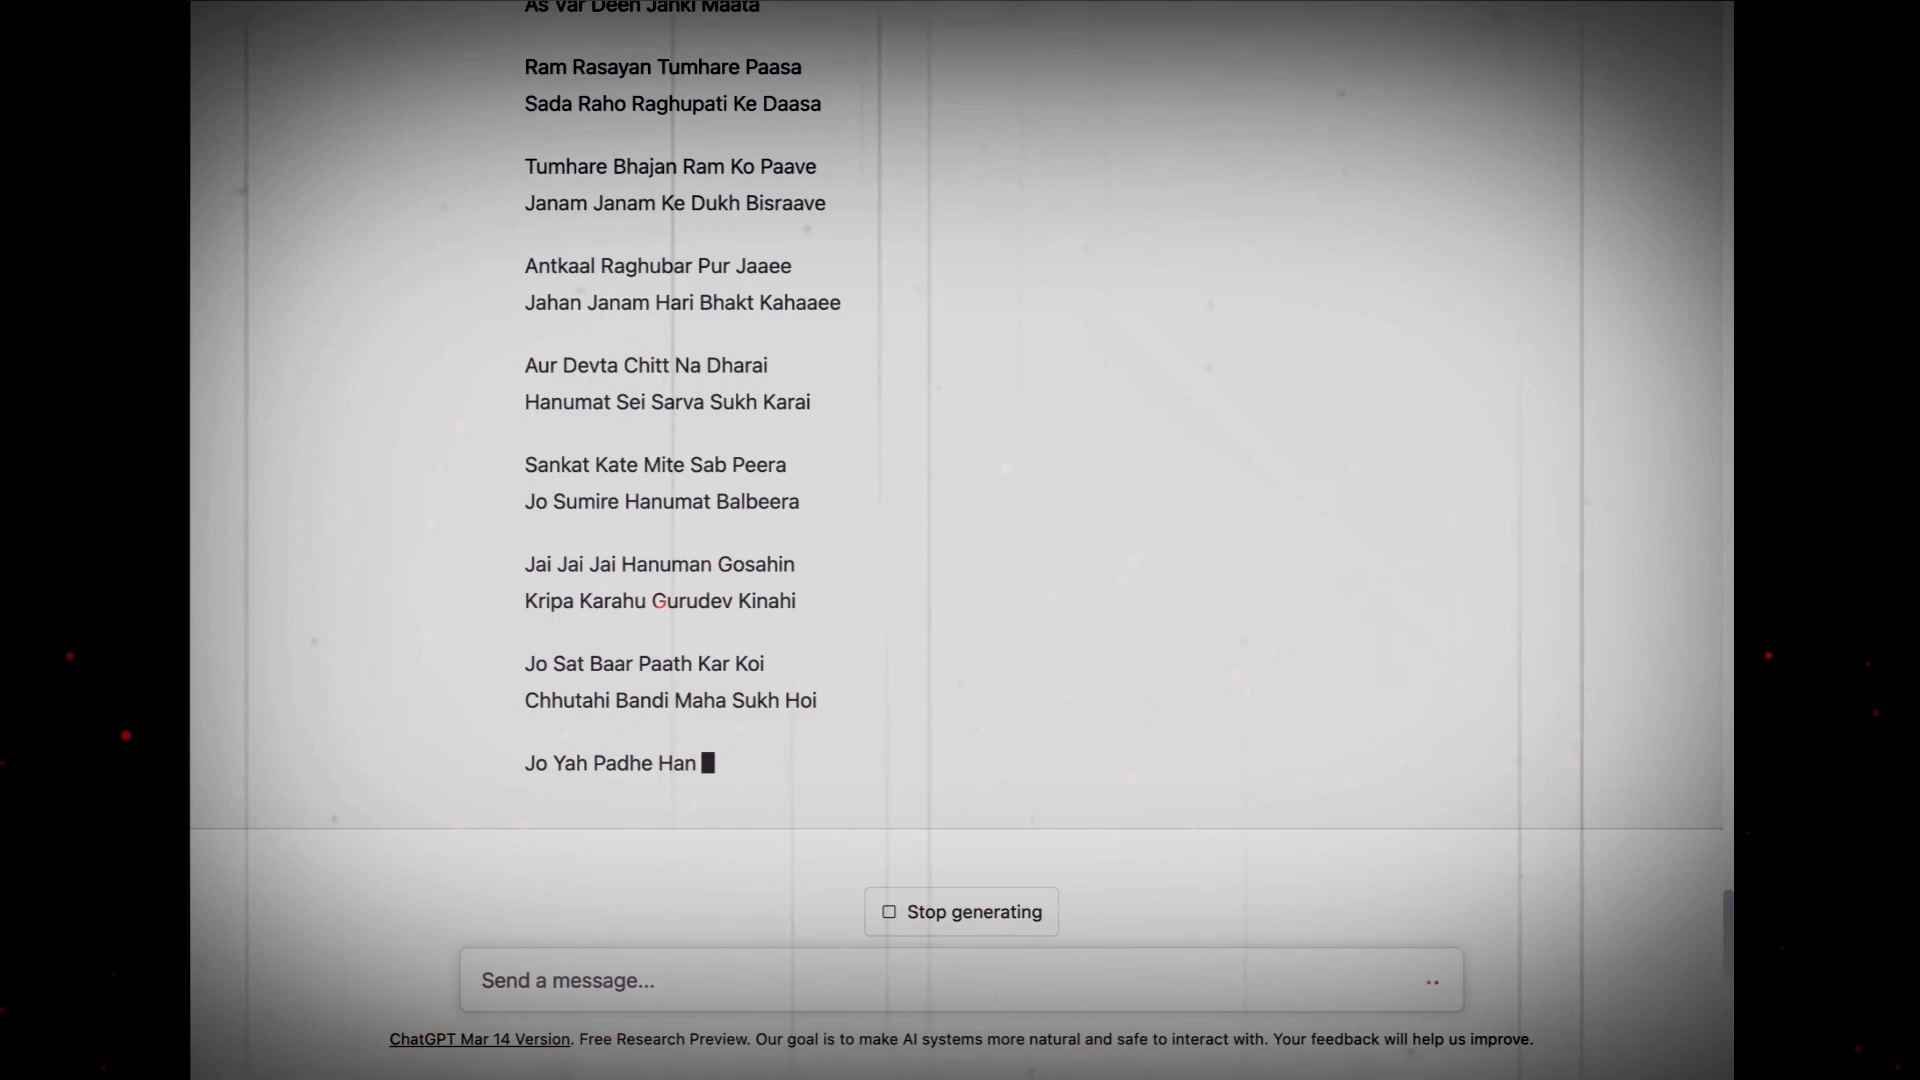 As Var Deen Janki Maata
Ram Rasayan Tumhare Paasa
Sada Raho Raghupati Ke Daasa
Tumhare Bhajan Ram Ko Paave
Janam Janam Ke Dukh Bisraave
Antkaal Raghubar Pur Jaaee
Jahan Janam Hari Bhakt Kahaaee
Aur Devta Chitt Na Dharai
Hanumat Sei Sarva Sukh Karai
Sankat Kate Mite Sab Peera
Jo Sumire Hanumat Balbeera
Jai Jai Jai Hanuman Gosahin
Kripa Karahu Gurudev Kinahi
Jo Sat Baar Paath Kar Koi
Chhutahi Bandi Maha Sukh Hoi
Jo Yah Padhe Han
Stop generating
Send a message...
ChatGPT Mar 14 Version. Free Research Preview. Our goal is to make AI systems more natural and safe to interact with. Your feedback will help us improve.